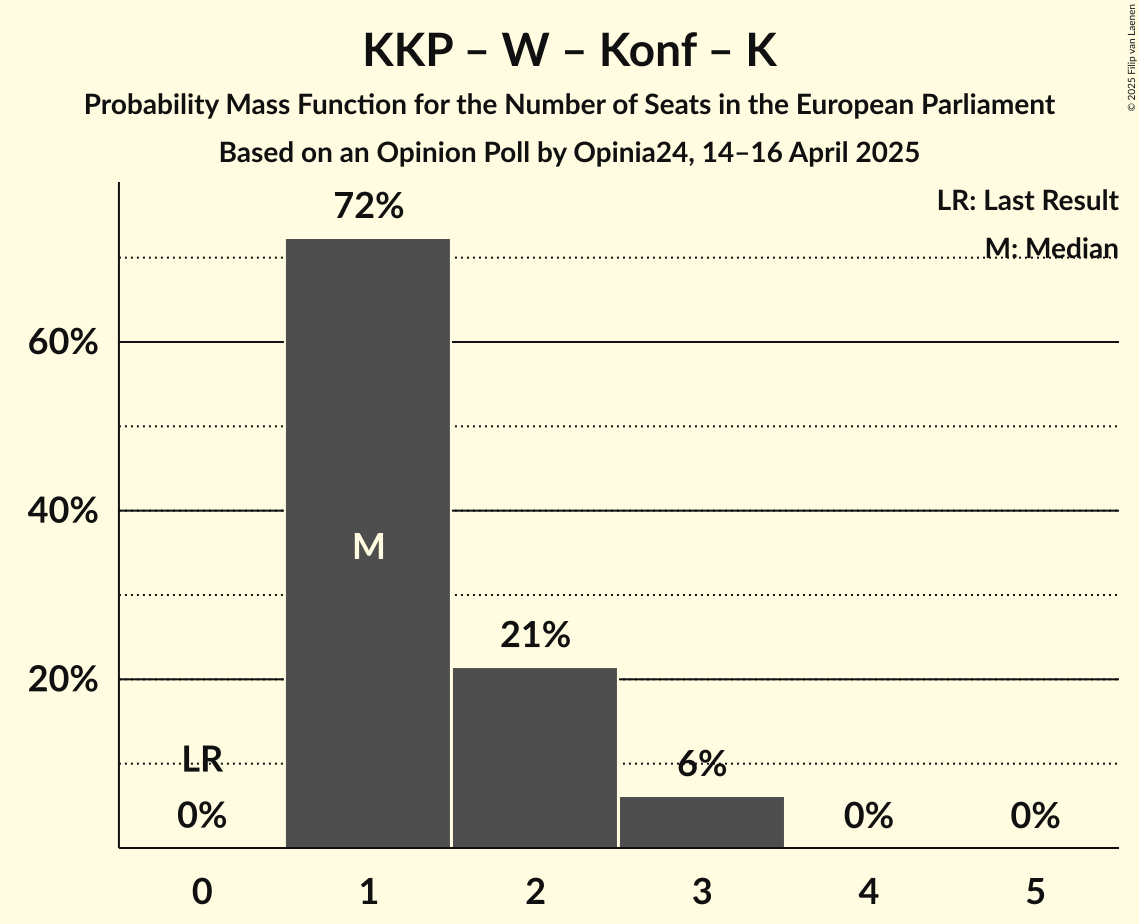 KKP – W – Konf – K
Probability Mass Function for the Number of Seats in the European Parliament
Based on an Opinion Poll by Opinia24, 14–16 April 2025
© 2025 Filip van Laenen
LR: Last Result
M: Median
72%
60%
40%
M
21%
20%
LR
6%
0%
0%
0%
0 1 2 3 4 5